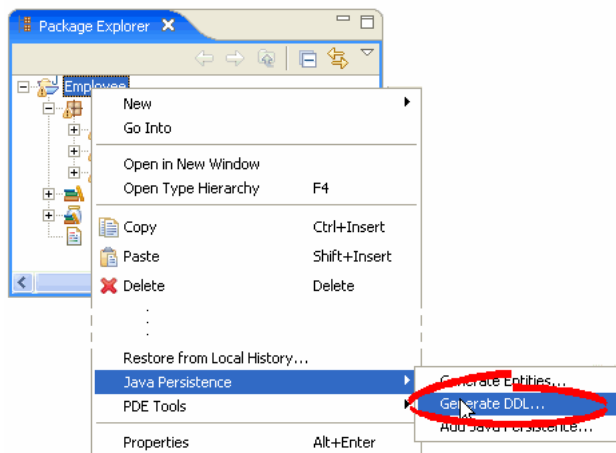 Package Explorer
Employee
New
Go Into
Open in New Window
Open Type Hierarchy F4
Copy Ctrl+Insert
Paste Shift+Insert
Delete Delete
Restore from Local History...
Java Persistence
Generate Entities...
PDE Tools
Generate DDL...
Add Java Persistence...
Properties Alt+Enter